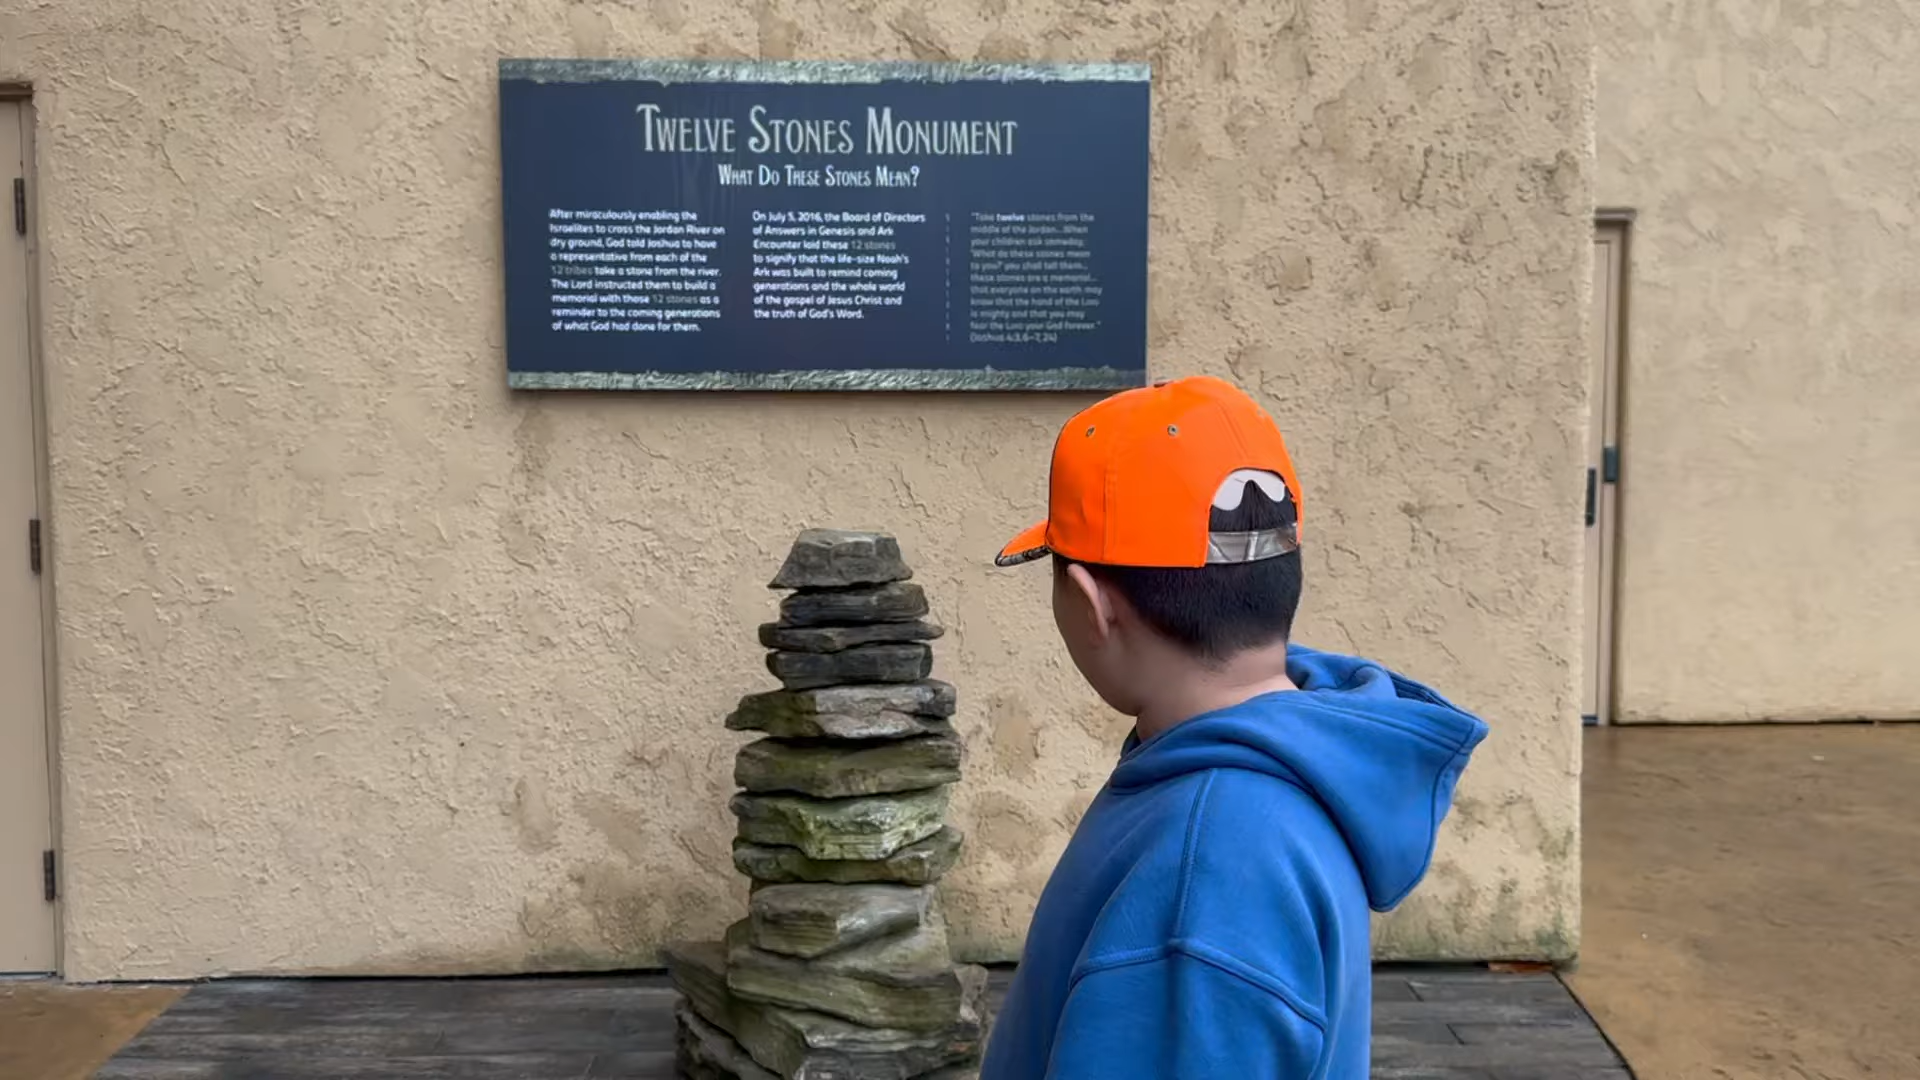 TWELVE STONES MONUMENT
WHAT DO THESE STONES MEAN?
After miraculously enabling the
Israelites to cross the Jordan River on
dry ground, God told Joshua to have
a representative from each of the
12 tribes take a stone from the river.
The Lord instructed them to build a
memorial with those 12 stones as a
reminder to the coming generations
of what God had done for them.
On July 5, 2016, the Board of Directors
of Answers in Genesis and Ark
Encounter laid these 12 stones
to signify that the life-size Noah's
Ark was built to remind coming
generations and the whole world
of the gospel of Jesus Christ and
the truth of God's Word.
"Take twelve stones from the
middle of the Jordan...When
your children ask someday,
'What do these stones mean
to you?' you shall tell them...
these stones are a memorial...
that everyone on the earth may
know that the hand of the LORD
is mighty and that you may
fear the LORD your God forever."
(Joshua 4:3,6–7,24)